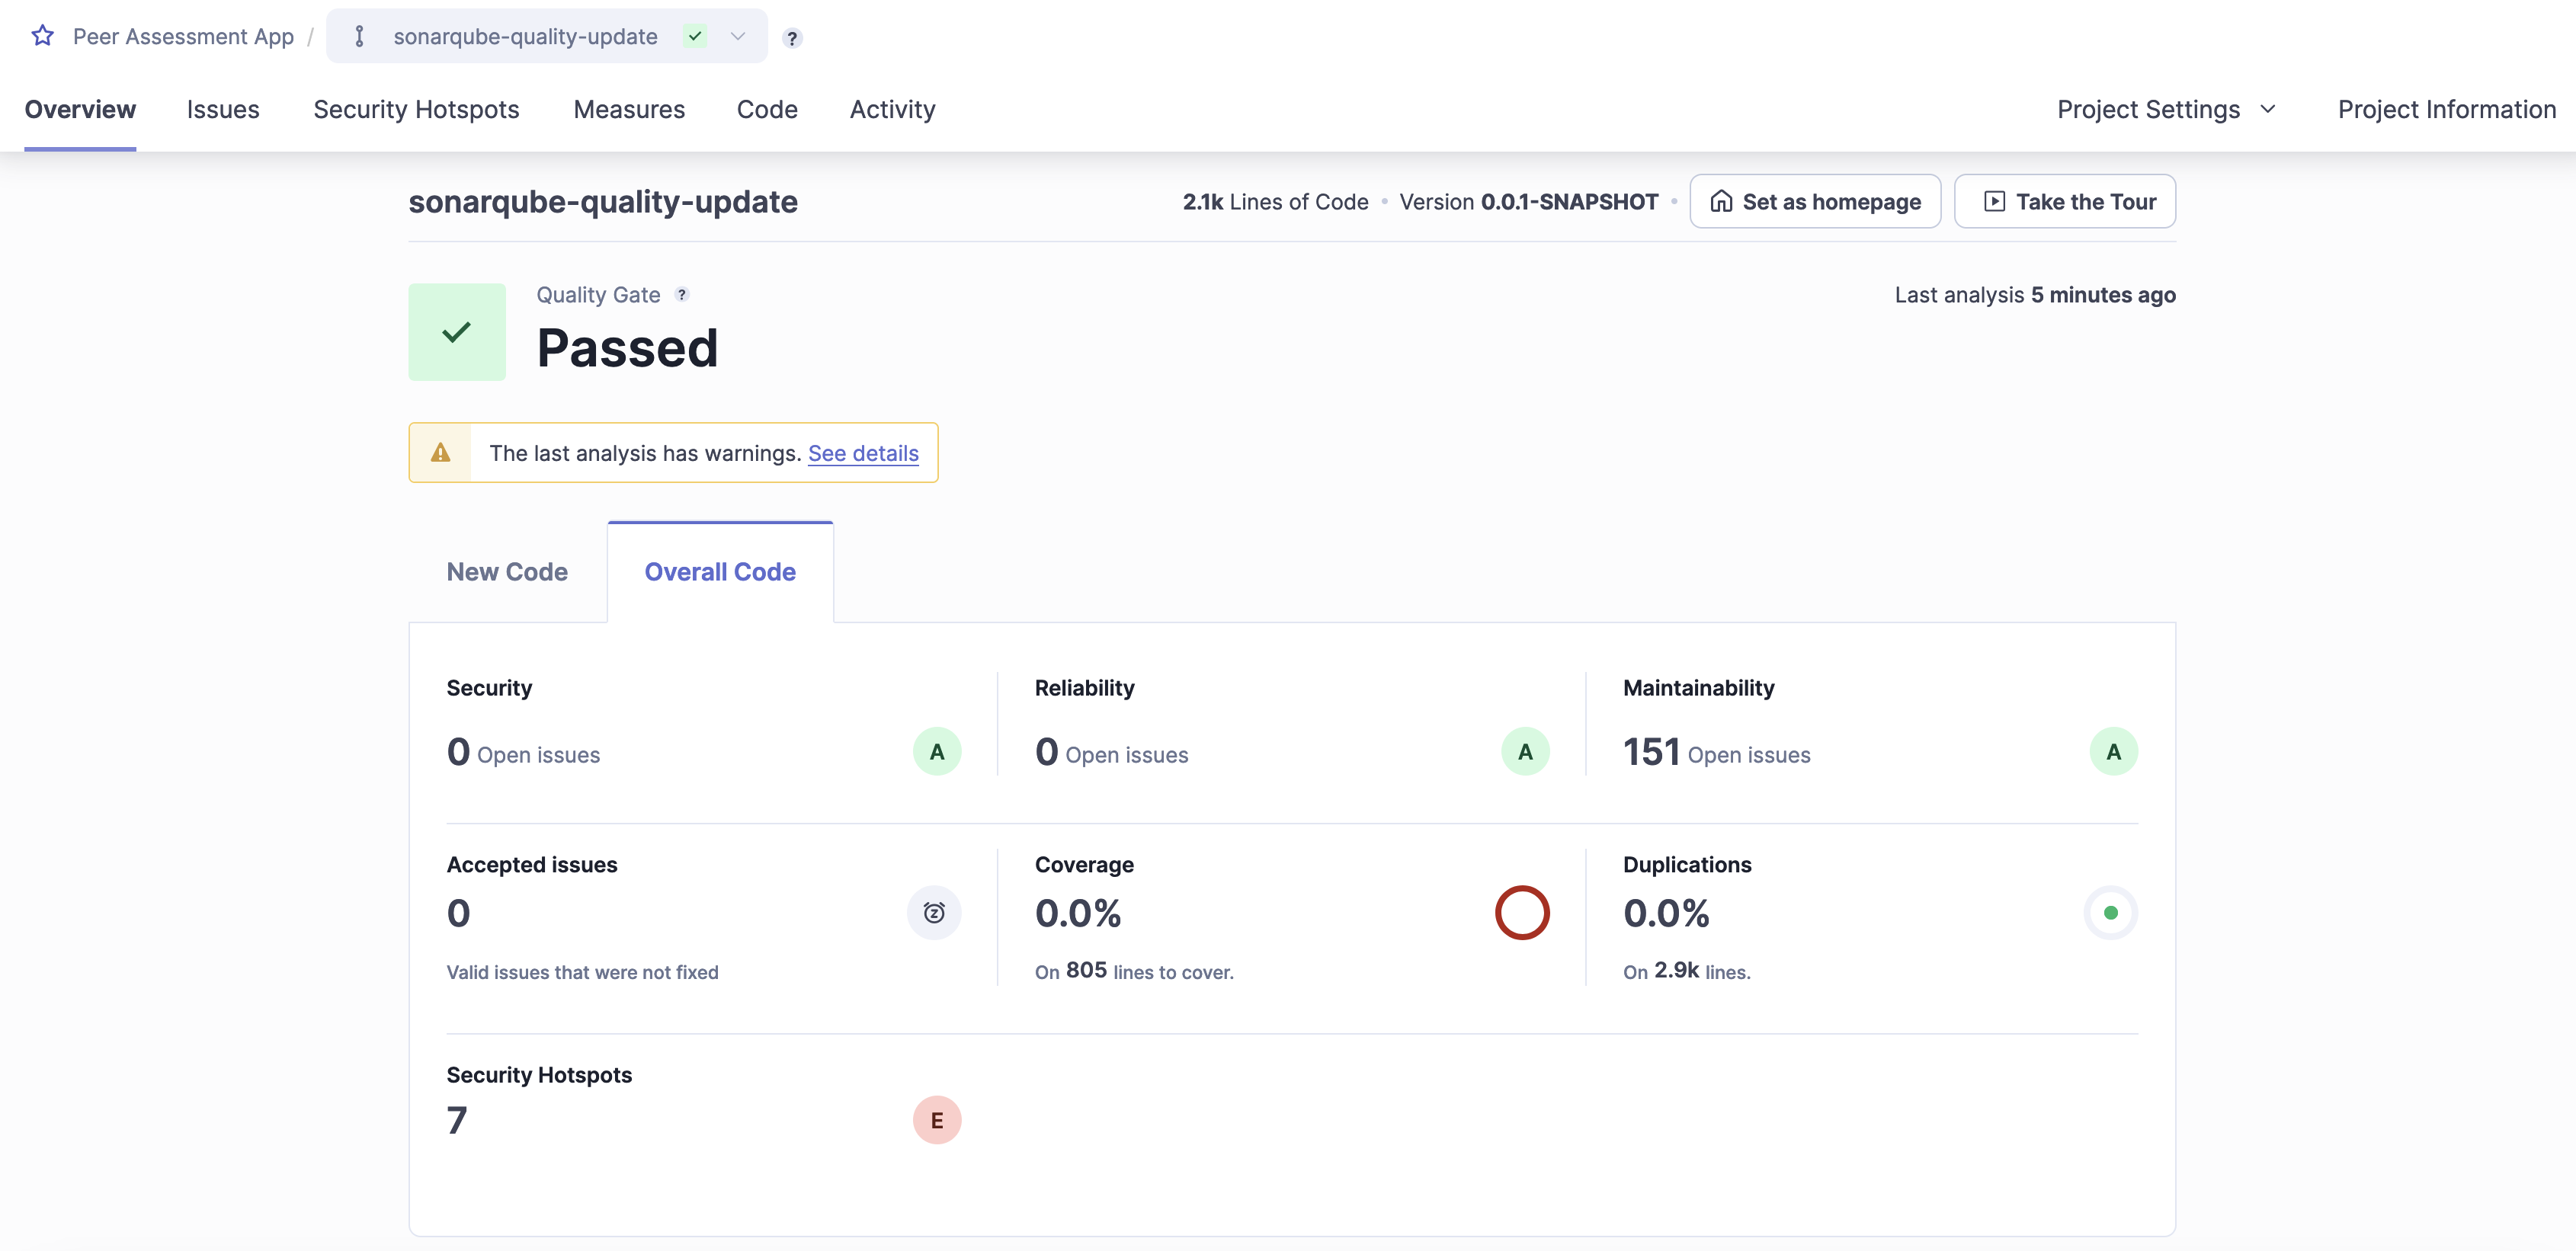 Peer Assessment App / sonarqube-quality-update ?
Overview Issues Security Hotspots Measures Code Activity Project Settings Project Information
sonarqube-quality-update 2.1k Lines of Code • Version 0.0.1-SNAPSHOT • Set as homepage Take the Tour
Quality Gate ? Last analysis 5 minutes ago
Passed
The last analysis has warnings. See details
New Code Overall Code
Security Reliability Maintainability
0 Open issues A 0 Open issues A 151 Open issues A
Accepted issues Coverage Duplications
0 0.0% 0.0%
Valid issues that were not fixed On 805 lines to cover. On 2.9k lines.
Security Hotspots
7 E